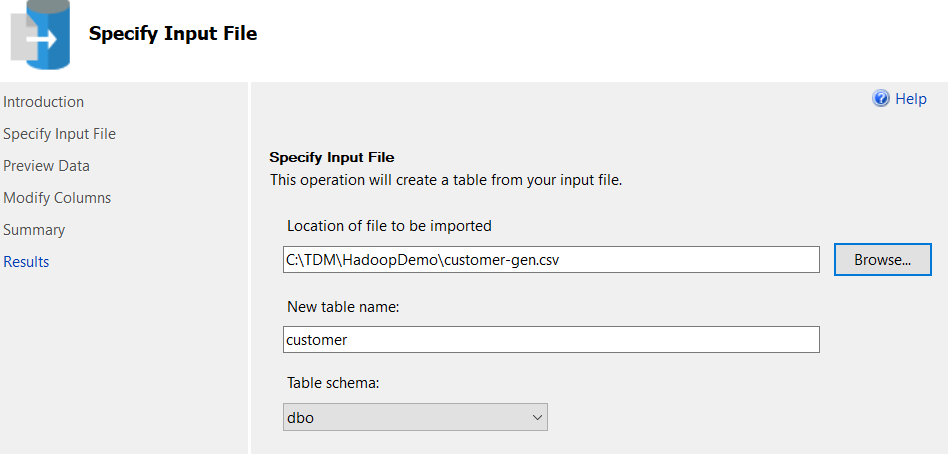 Specify Input File
Introduction
Specify Input File
Preview Data
Modify Columns
Summary
Results
Help
Specify Input File
This operation will create a table from your input file.
Location of file to be imported
C:\TDM\HadoopDemo\customer-gen.csv
Browse...
New table name:
customer
Table schema:
dbo